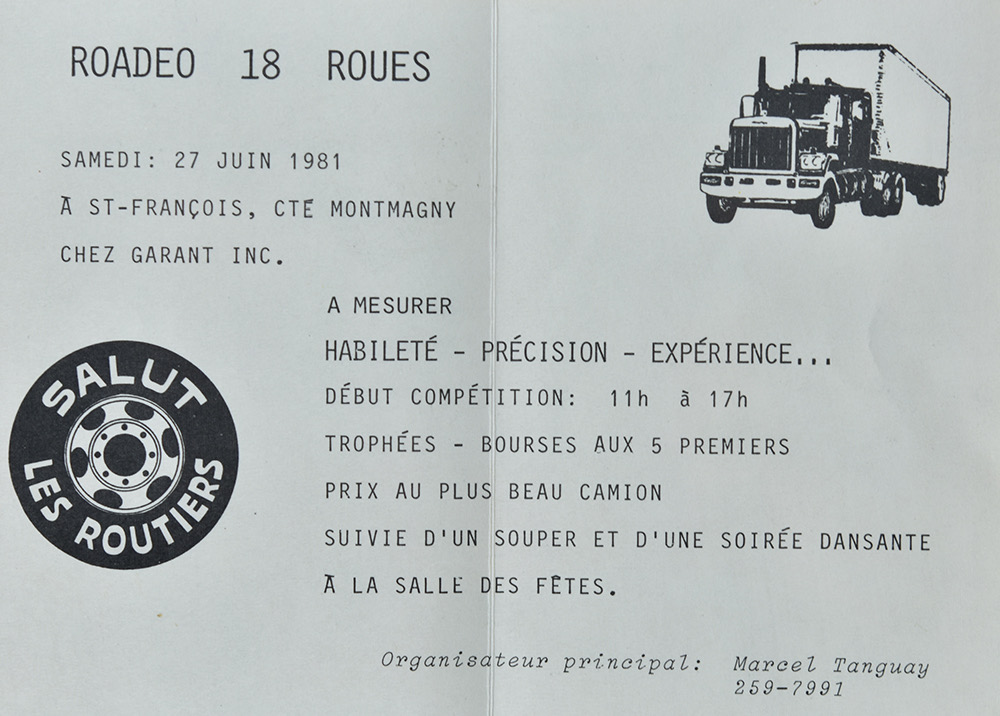 ROADEO 18 ROUES
SAMEDI: 27 JUIN 1981
À ST-FRANÇOIS, CTÉ MONTMAGNY
CHEZ GARANT INC.
A MESURER
HABILETÉ - PRÉCISION - EXPÉRIENCE...
DÉBUT COMPÉTITION: 11h à 17h
TROPHÉES - BOURSES AUX 5 PREMIERS
PRIX AU PLUS BEAU CAMION
SUIVIE D'UN SOUPER ET D'UNE SOIRÉE DANSANTE
À LA SALLE DES FÊTES.
SALUT
LES ROUTIERS
Organisateur principal: Marcel Tanguay
259-7991